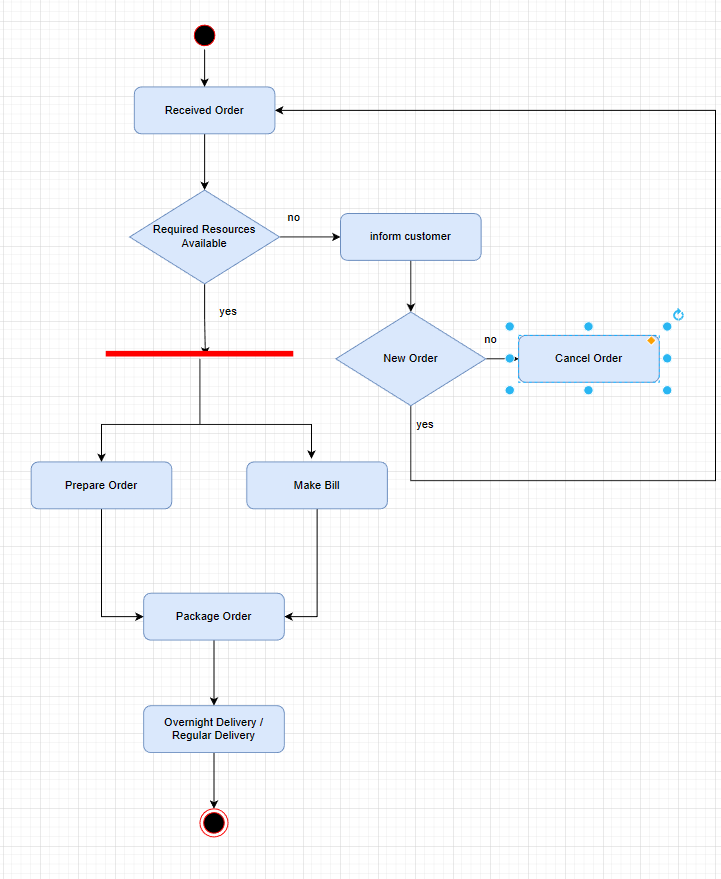 Received Order
Required Resources
Available
no
inform customer
yes
New Order
no
Cancel Order
yes
Prepare Order
Make Bill
Package Order
Overnight Delivery /
Regular Delivery